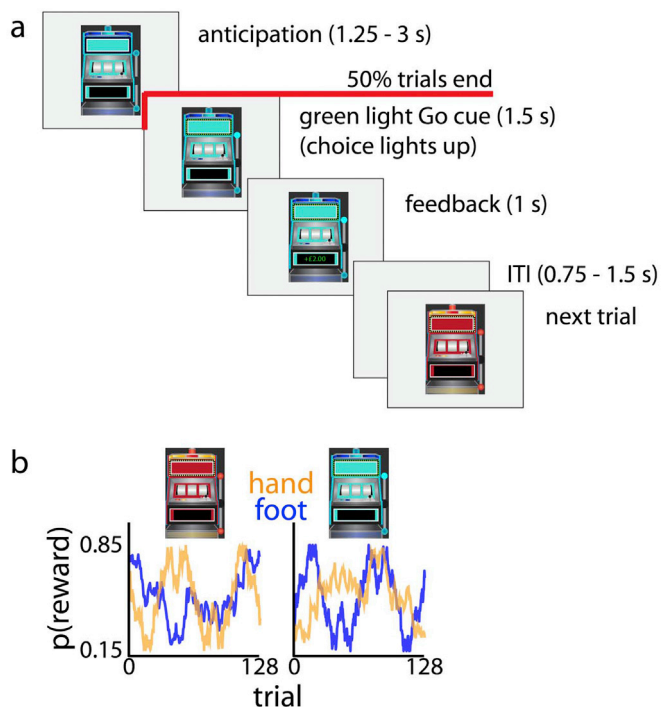 a
anticipation (1.25 - 3 s)
50% trials end
green light Go cue (1.5 s)
(choice lights up)
feedback (1 s)
+£2.00
ITI (0.75 - 1.5 s)
next trial
b
hand
foot
p(reward)
0.85
0.15
0
128
0
128
trial